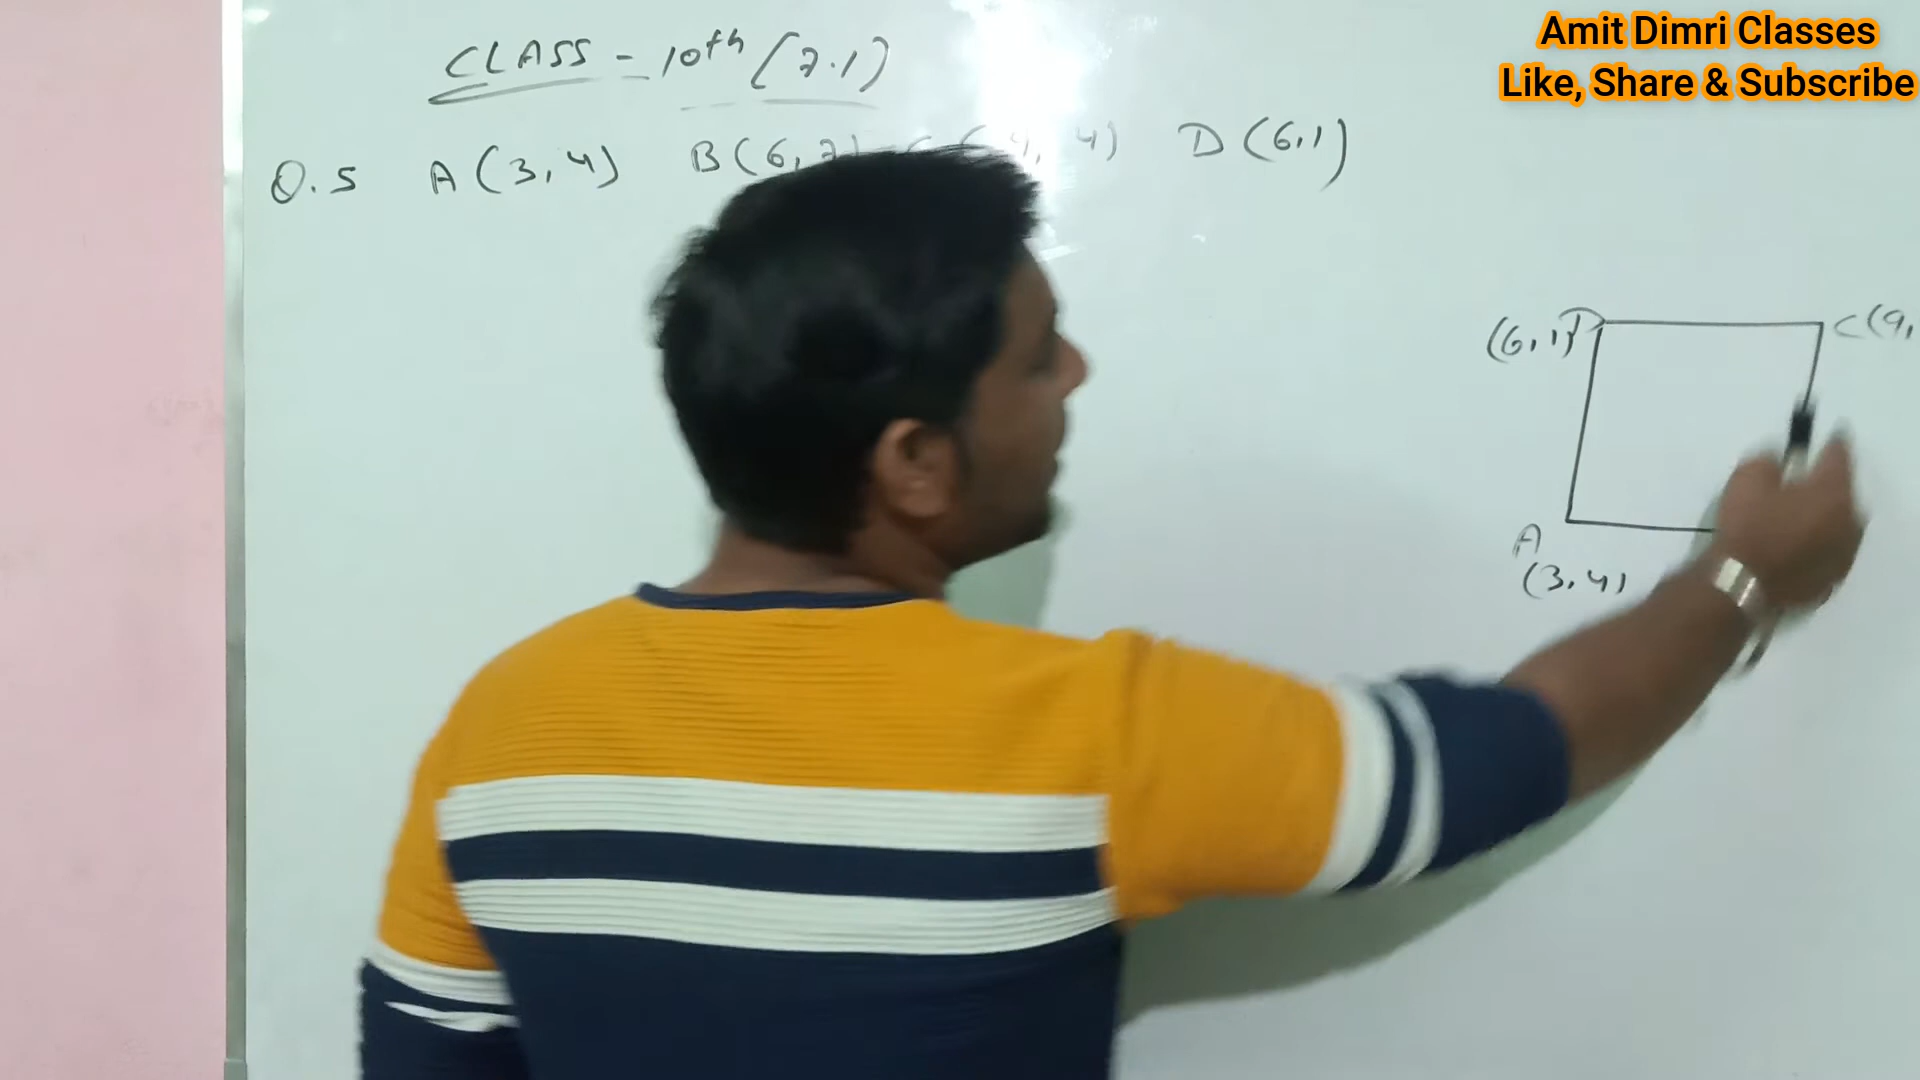 Amit Dimri Classes
Like, Share & Subscribe
CLASS - 10th (7.1)
Q.5 A(3,4) B(6,7) 4) D(6,1)
(6,1) D C(9,
A
(3,4)